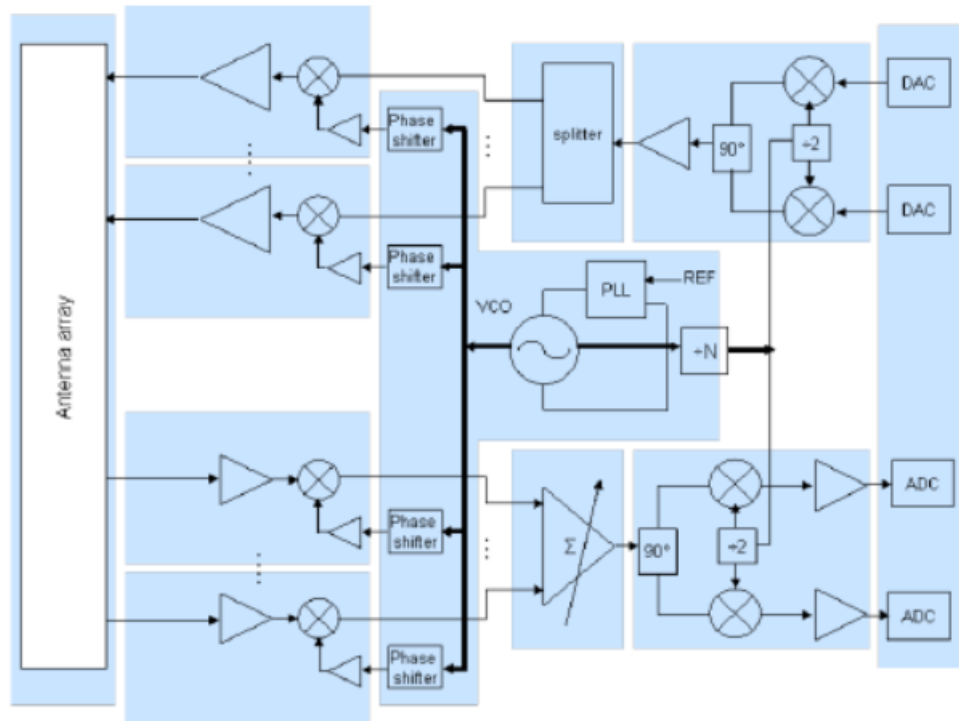 DAC
Phase
shifter
splitter
90°
÷2
DAC
Phase
shifter
REF
PLL
VCO
÷N
Antenna array
ADC
Phase
shifter
Σ
90°
÷2
ADC
Phase
shifter